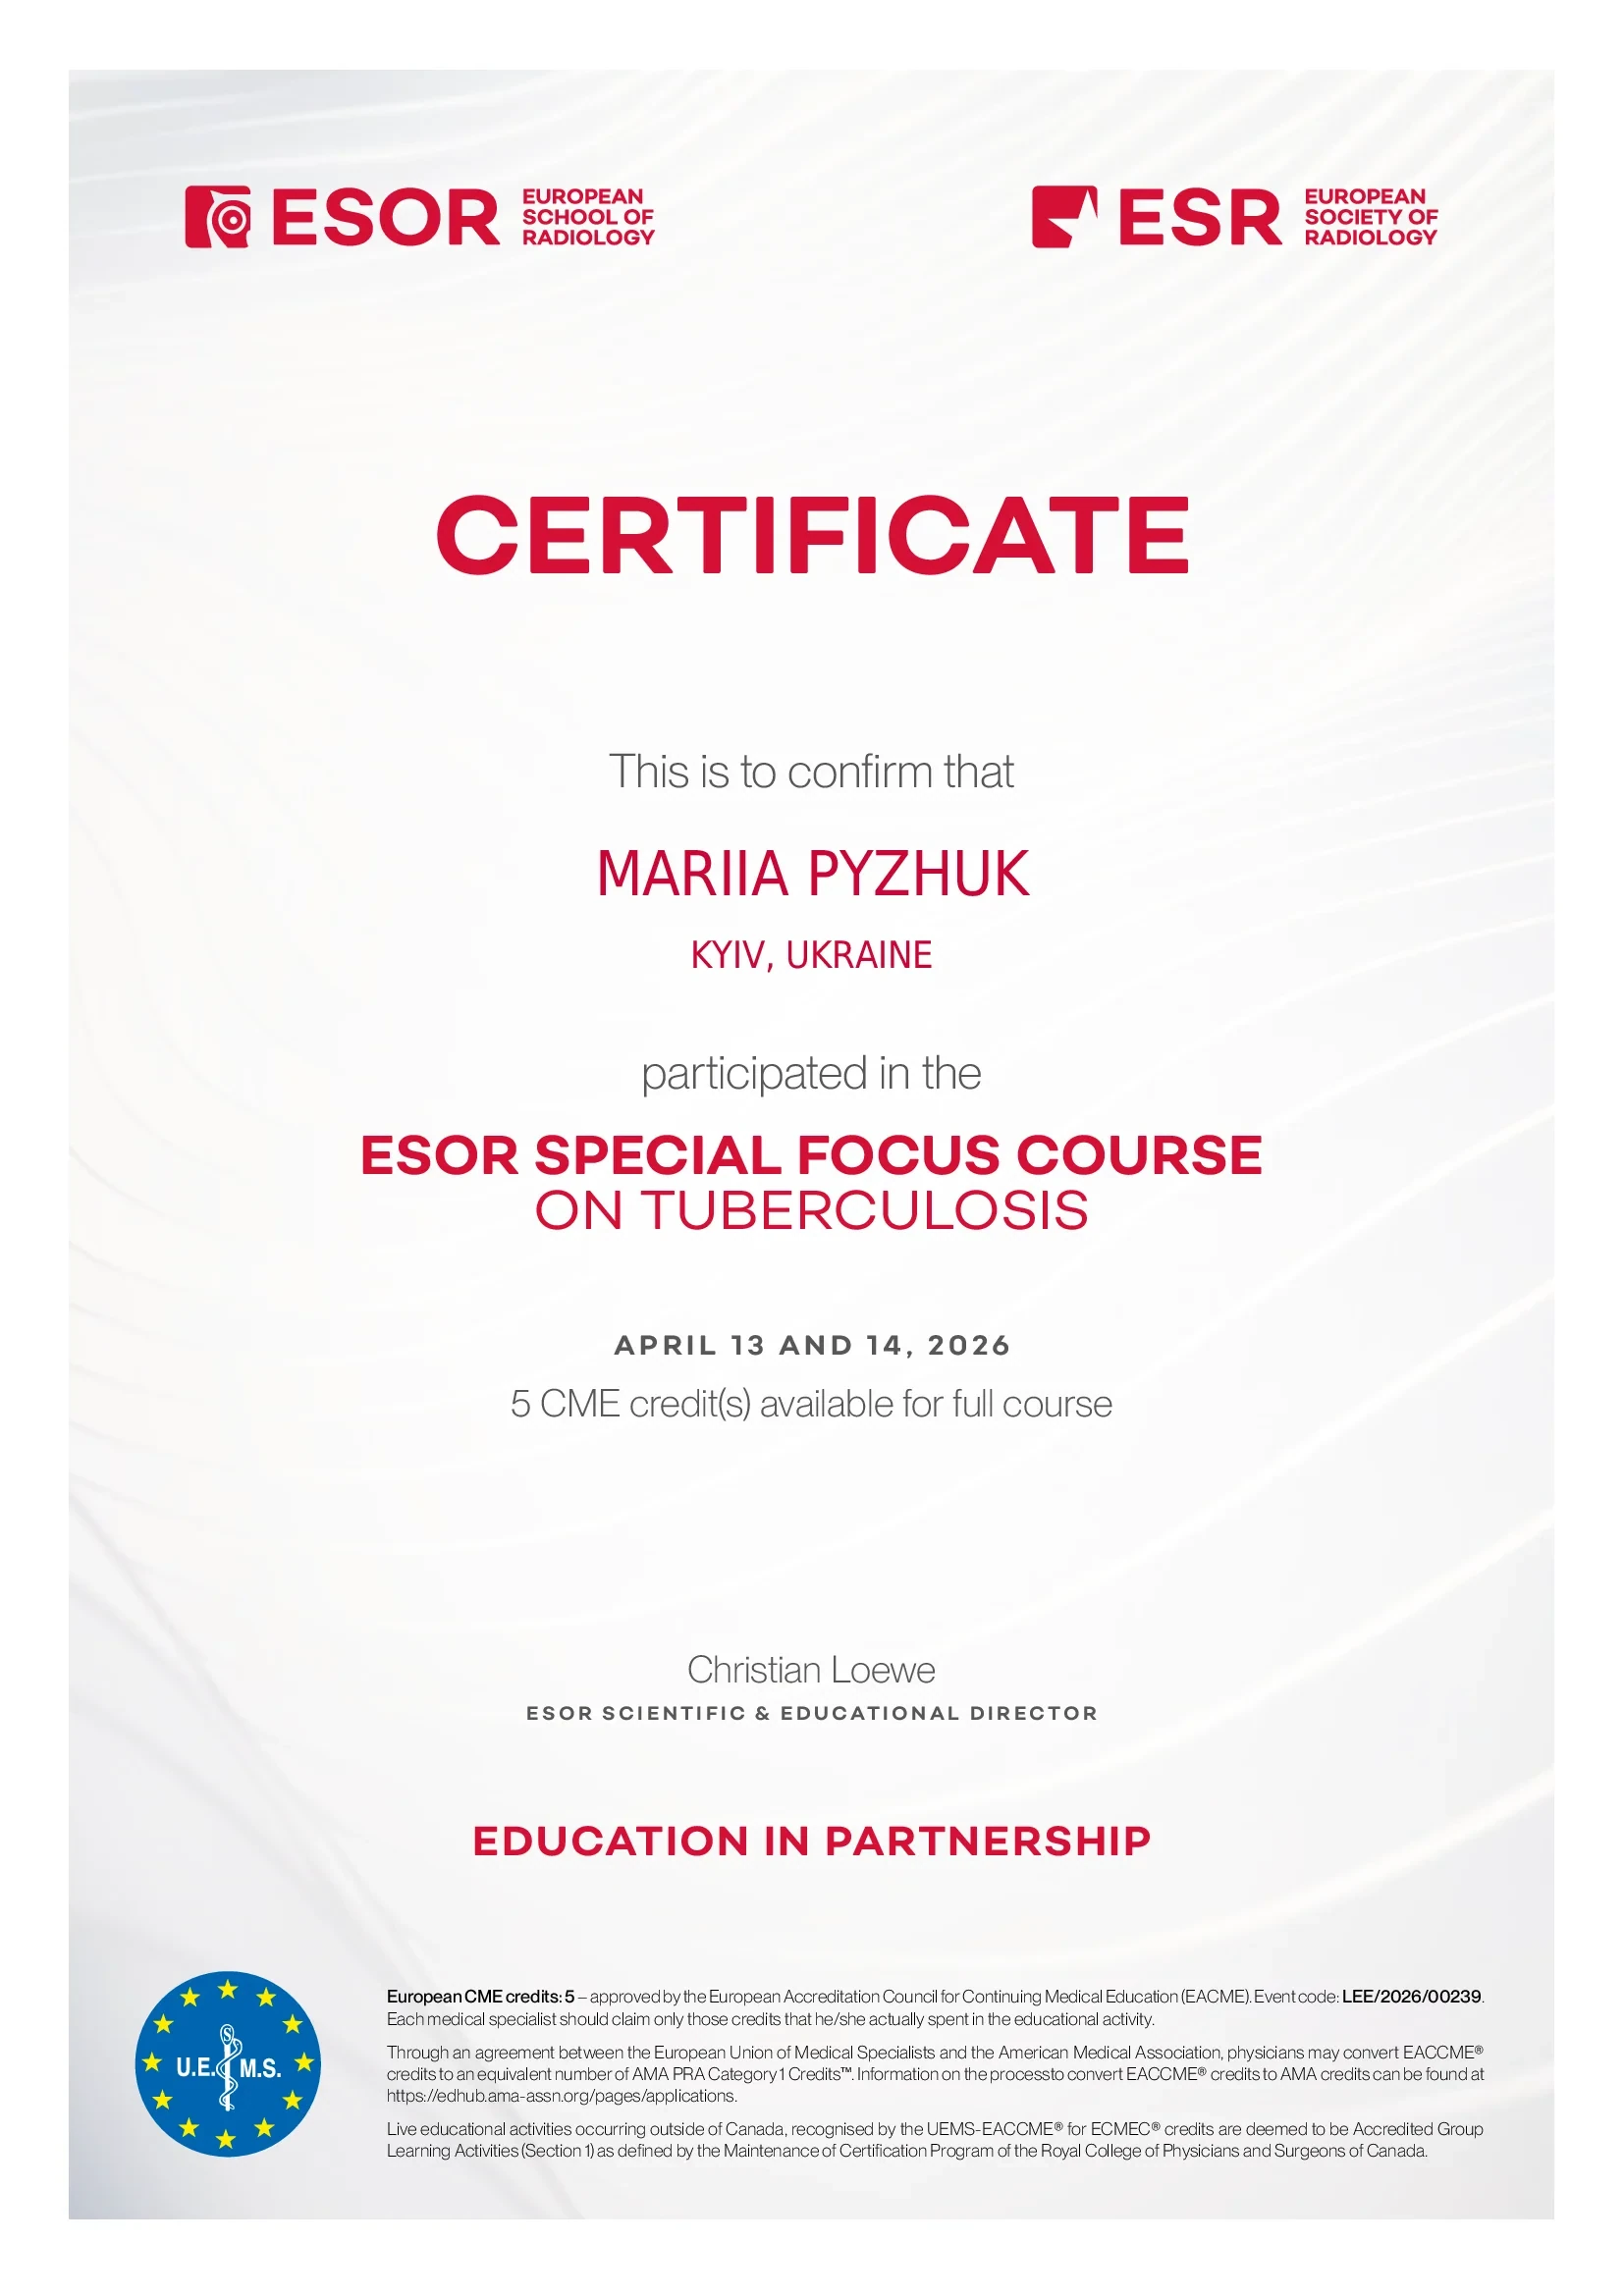 ESOR EUROPEAN SCHOOL OF RADIOLOGY
ESR EUROPEAN SOCIETY OF RADIOLOGY
CERTIFICATE
This is to confirm that
MARIIA PYZHUK
KYIV, UKRAINE
participated in the
ESOR SPECIAL FOCUS COURSE
ON TUBERCULOSIS
APRIL 13 AND 14, 2026
5 CME credit(s) available for full course
Christian Loewe
ESOR SCIENTIFIC & EDUCATIONAL DIRECTOR
EDUCATION IN PARTNERSHIP
U.E. S M.S.
European CME credits: 5 – approved by the European Accreditation Council for Continuing Medical Education (EACME). Event code: LEE/2026/00239.
Each medical specialist should claim only those credits that he/she actually spent in the educational activity.
Through an agreement between the European Union of Medical Specialists and the American Medical Association, physicians may convert EACCME®
credits to an equivalent number of AMA PRA Category 1 Credits™. Information on the processto convert EACCME® credits to AMA credits can be found at
https://edhub.ama-assn.org/pages/applications.
Live educational activities occurring outside of Canada, recognised by the UEMS-EACCME® for ECMEC® credits are deemed to be Accredited Group
Learning Activities (Section 1) as defined by the Maintenance of Certification Program of the Royal College of Physicians and Surgeons of Canada.